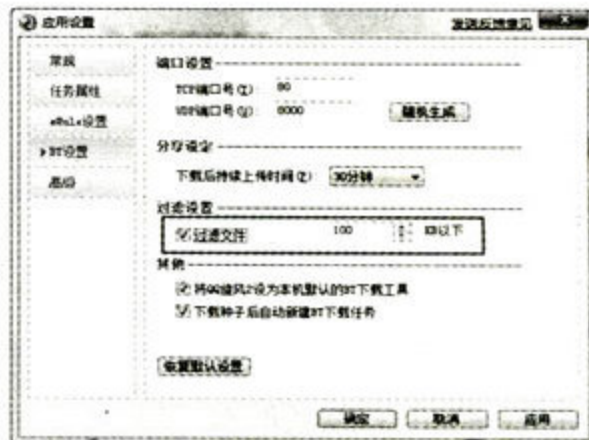 应用设置
发送反馈意见
常规
任务属性
eMule设置
BT设置
高级
端口设置
TCP端口号(T): 80
UDP端口号(U): 8000
随机生成
分享设定
下载后持续上传时间(Z) 30分钟
过滤设置
过滤文件 100 KB以下
其他
将QQ旋风2设为本机默认的BT下载工具
下载种子后自动新建BT下载任务
恢复默认设置
确定 取消 应用